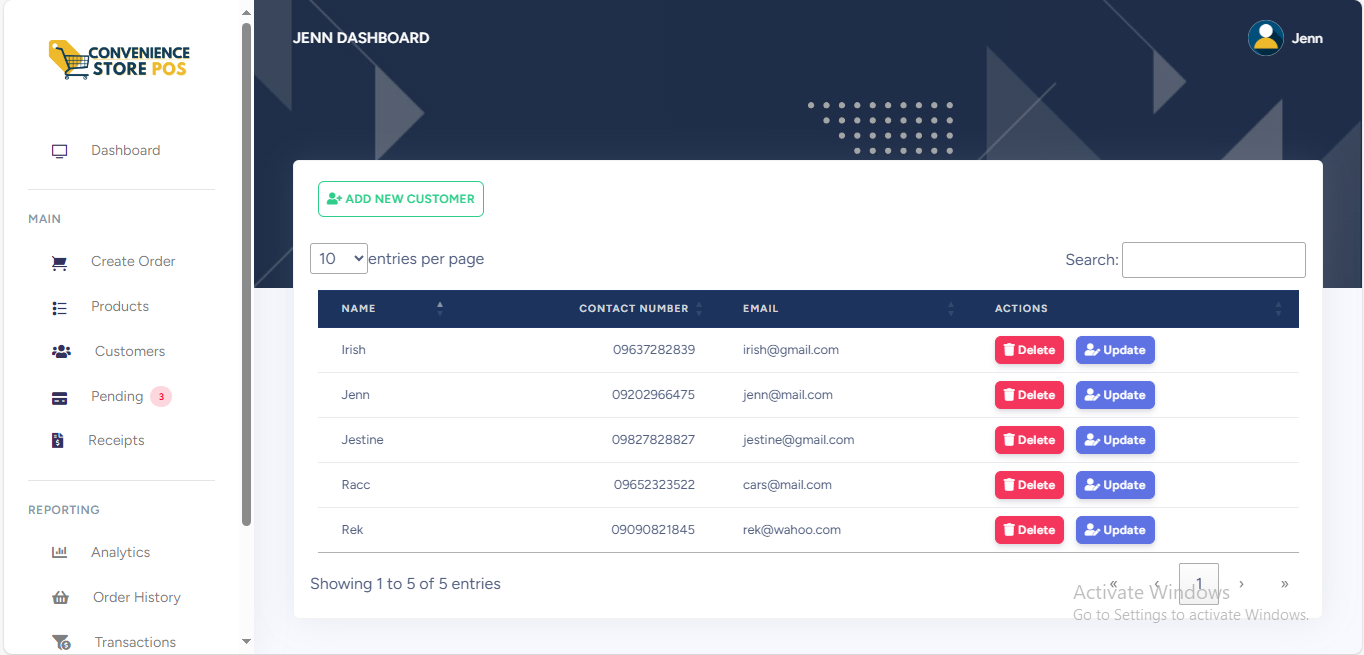 CONVENIENCE
STORE POS
Dashboard
MAIN
Create Order
Products
Customers
Pending 3
Receipts
REPORTING
Analytics
Order History
Transactions
JENN DASHBOARD
Jenn
ADD NEW CUSTOMER
10 entries per page
Search:
NAME CONTACT NUMBER EMAIL ACTIONS
Irish 09637282839 irish@gmail.com Delete Update
Jenn 09202966475 jenn@mail.com Delete Update
Jestine 09827828827 jestine@gmail.com Delete Update
Racc 09652323522 cars@mail.com Delete Update
Rek 09090821845 rek@wahoo.com Delete Update
Showing 1 to 5 of 5 entries
« ‹ 1 › »
Activate Windows
Go to Settings to activate Windows.